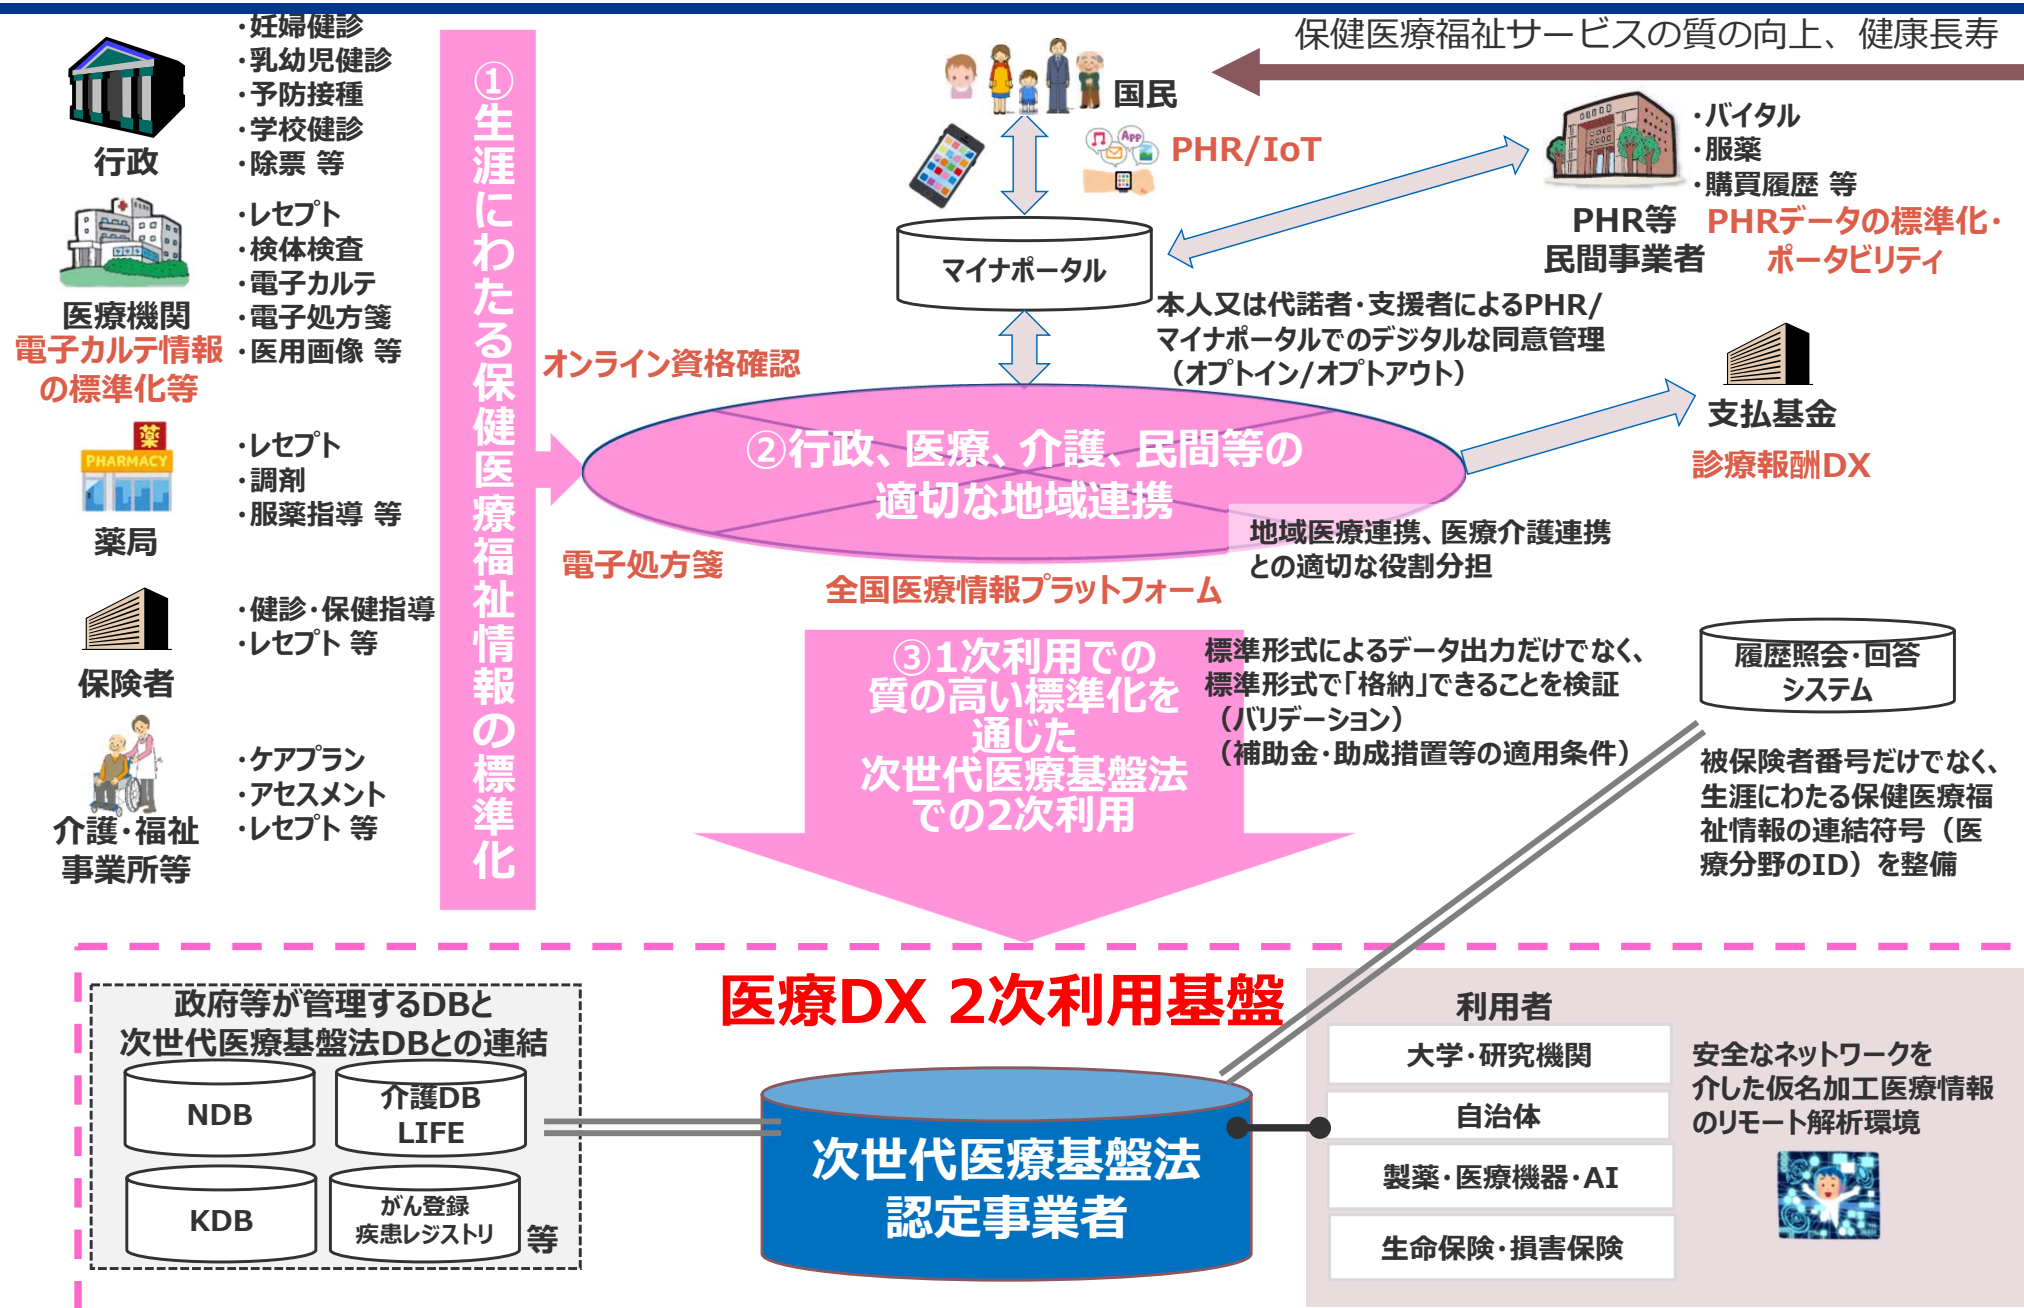 保健医療福祉サービスの質の向上、健康長寿
・妊婦健診
・乳幼児健診
・予防接種
・学校健診
・除票 等
行政
・レセプト
・検体検査
・電子カルテ
・電子処方箋
・医用画像 等
医療機関
電子カルテ情報
の標準化等
・レセプト
・調剤
・服薬指導 等
薬
PHARMACY
薬局
・健診・保健指導
・レセプト 等
保険者
・ケアプラン
・アセスメント
・レセプト 等
介護・福祉
事業所等
①生涯にわたる保健医療福祉情報の標準化
国民
App
PHR/IoT
マイナポータル
・バイタル
・服薬
・購買履歴 等
PHR等
民間事業者
PHRデータの標準化・
ポータビリティ
本人又は代諾者・支援者によるPHR/
マイナポータルでのデジタルな同意管理
（オプトイン/オプトアウト）
オンライン資格確認
②行政、医療、介護、民間等の
適切な地域連携
支払基金
診療報酬DX
地域医療連携、医療介護連携
との適切な役割分担
電子処方箋
全国医療情報プラットフォーム
③1次利用での
質の高い標準化を
通じた
次世代医療基盤法
での2次利用
標準形式によるデータ出力だけでなく、
標準形式で「格納」できることを検証
（バリデーション）
（補助金・助成措置等の適用条件）
履歴照会・回答
システム
被保険者番号だけでなく、
生涯にわたる保健医療福
祉情報の連結符号（医
療分野のID）を整備
医療DX 2次利用基盤
政府等が管理するDBと
次世代医療基盤法DBとの連結
NDB
介護DB
LIFE
KDB
がん登録
疾患レジストリ
等
次世代医療基盤法
認定事業者
利用者
大学・研究機関
自治体
製薬・医療機器・AI
生命保険・損害保険
安全なネットワークを
介した仮名加工医療情報
のリモート解析環境